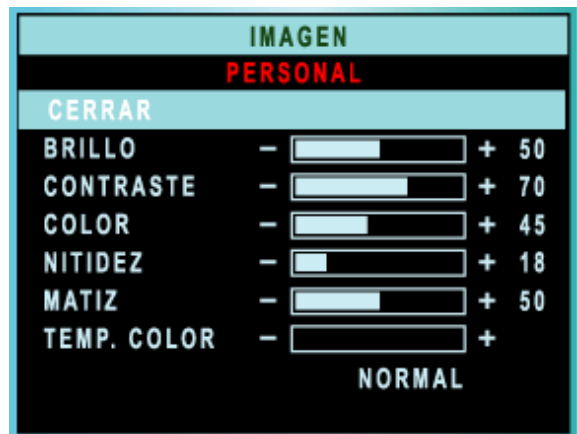 IMAGEN
PERSONAL
CERRAR
BRILLO - + 50
CONTRASTE - + 70
COLOR - + 45
NITIDEZ - + 18
MATIZ - + 50
TEMP. COLOR - +
NORMAL